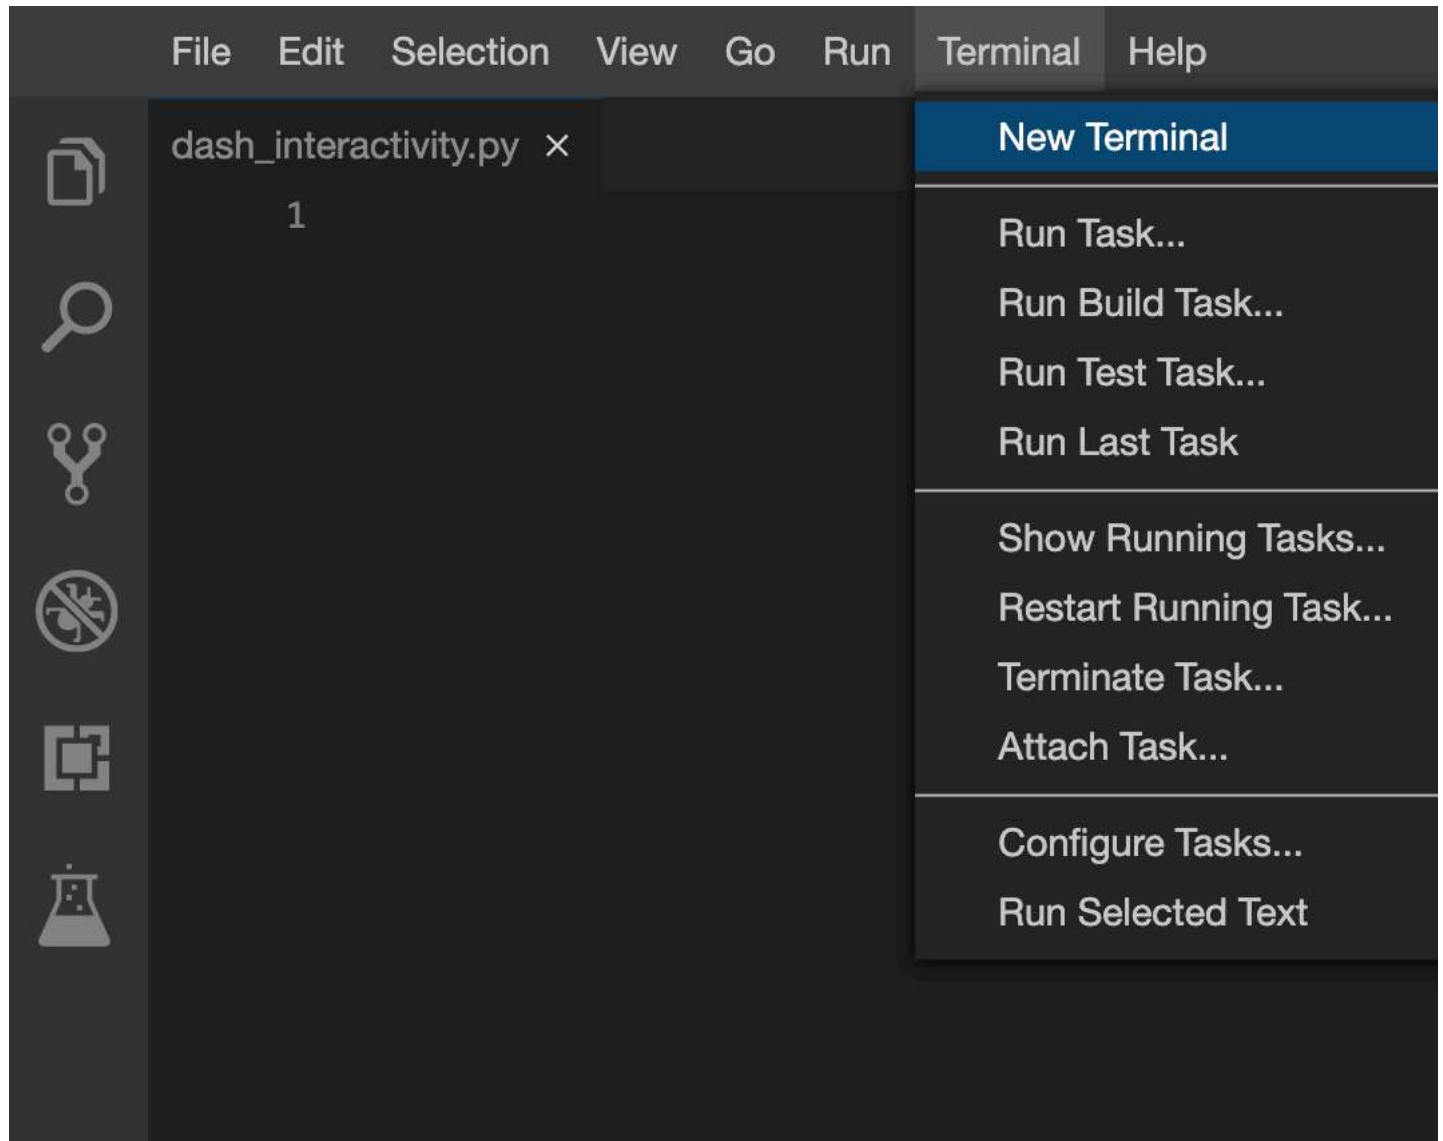 File Edit Selection View Go Run Terminal Help
dash_interactivity.py ×
1
New Terminal
Run Task...
Run Build Task...
Run Test Task...
Run Last Task
Show Running Tasks...
Restart Running Task...
Terminate Task...
Attach Task...
Configure Tasks...
Run Selected Text